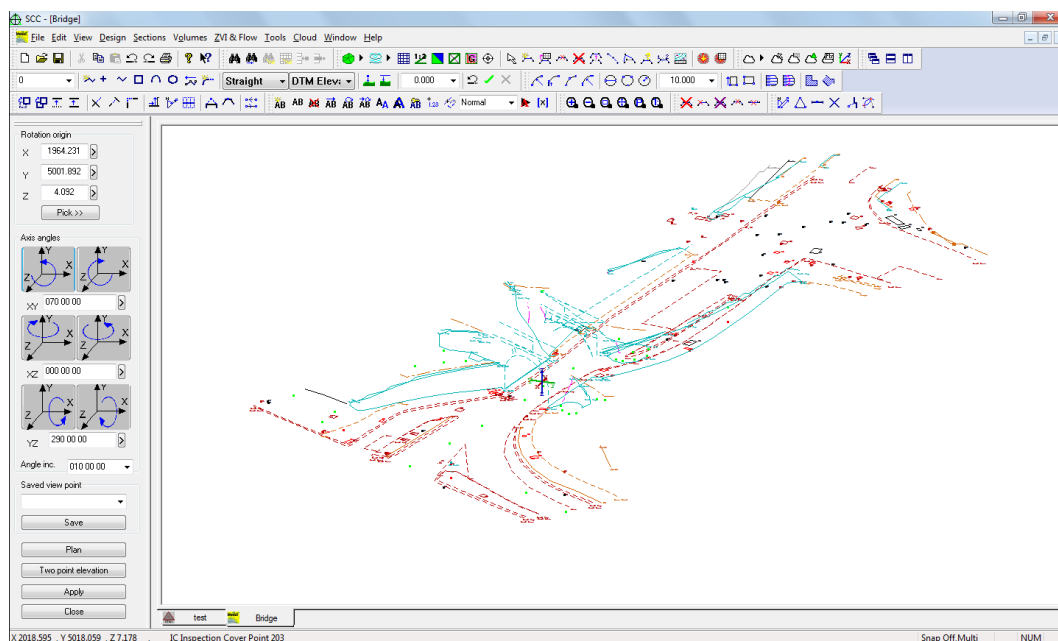 SCC - [Bridge]
File Edit View Design Sections Volumes ZVI & Flow Tools Cloud Window Help
0 Straight DTM Elev: 0.000 10.000
AB AB AB AB AB AB AB AA A AB Normal [x]
Rotation origin
X 1964.231 >
Y 5001.892 >
Z 4.092 >
Pick >>
Axis angles
Y Y
X X
Z Z
XY 070 00 00 >
Y Y
X X
Z Z
XZ 000 00 00 >
Y Y
X X
Z Z
YZ 290 00 00 >
Angle inc. 010 00 00
Saved view point
Save
Plan
Two point elevation
Apply
Close
test Bridge
X 2018.595 , Y 5018.059 , Z 7.178 IC Inspection Cover Point 203 Snap Off,Multi NUM